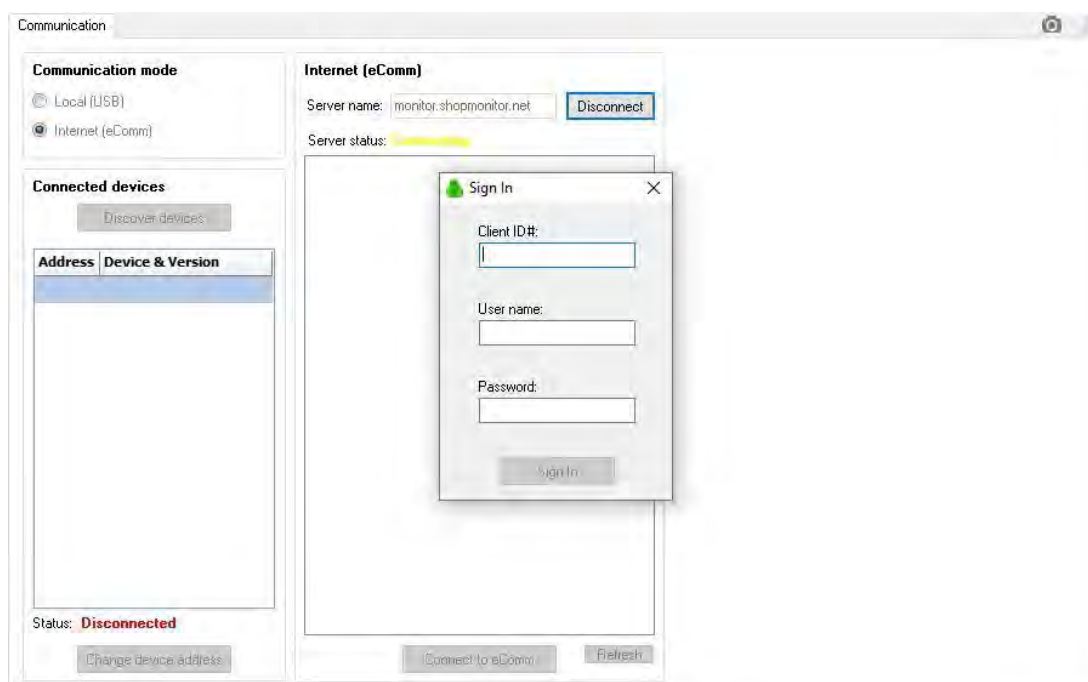 Communication
Communication mode
Local (USB)
Internet (eComm)
Connected devices
Discover devices
Address Device & Version
Status: Disconnected
Change device address
Internet (eComm)
Server name: monitor.shopmonitor.net Disconnect
Server status:
Sign In
Client ID#:
User name:
Password:
Sign In
Connect to eComm Refresh